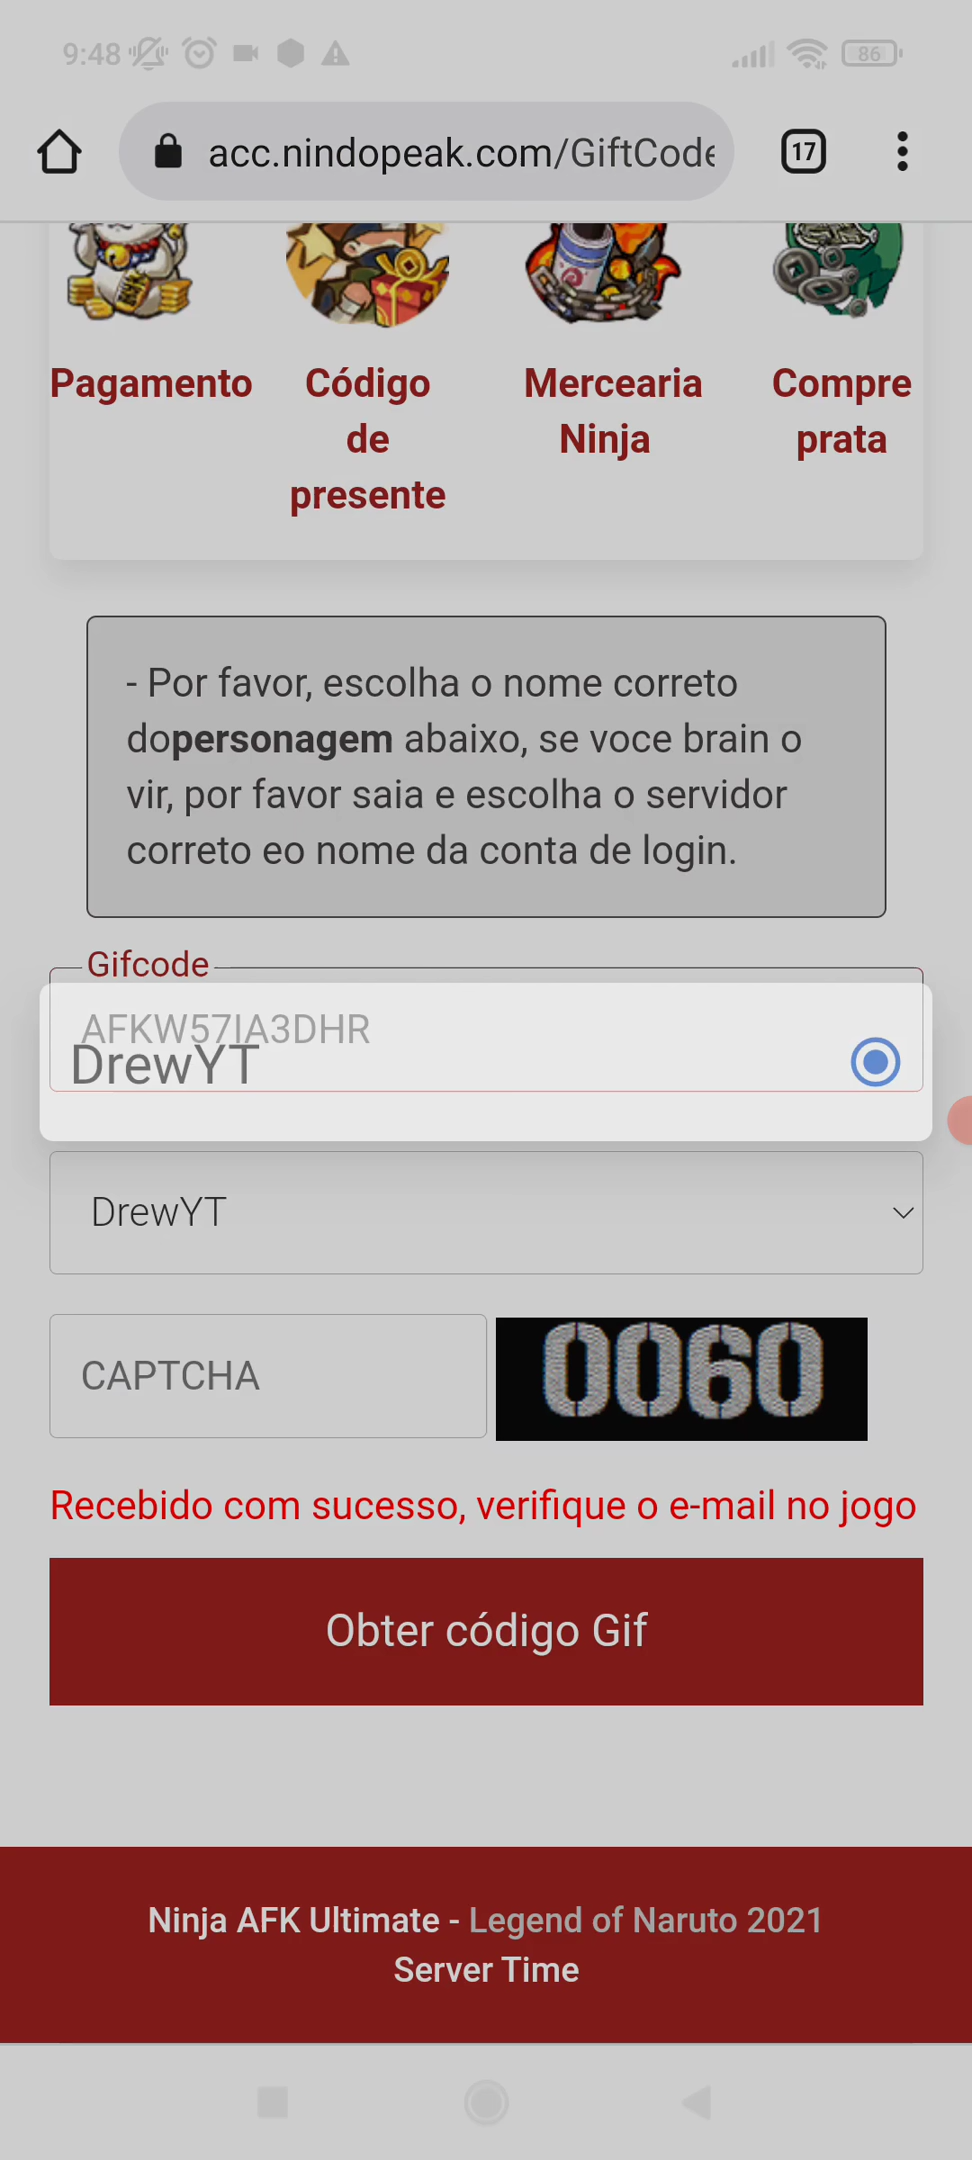 9:48
86
acc.nindopeak.com/GiftCode
17
Pagamento
Código
de
presente
Mercearia
Ninja
Compre
prata
- Por favor, escolha o nome correto
dopersonagem abaixo, se voce brain o
vir, por favor saia e escolha o servidor
correto eo nome da conta de login.
Gifcode
AFKW57IA3DHR
DrewYT
DrewYT
CAPTCHA
0060
Recebido com sucesso, verifique o e-mail no jogo
Obter código Gif
Ninja AFK Ultimate - Legend of Naruto 2021
Server Time